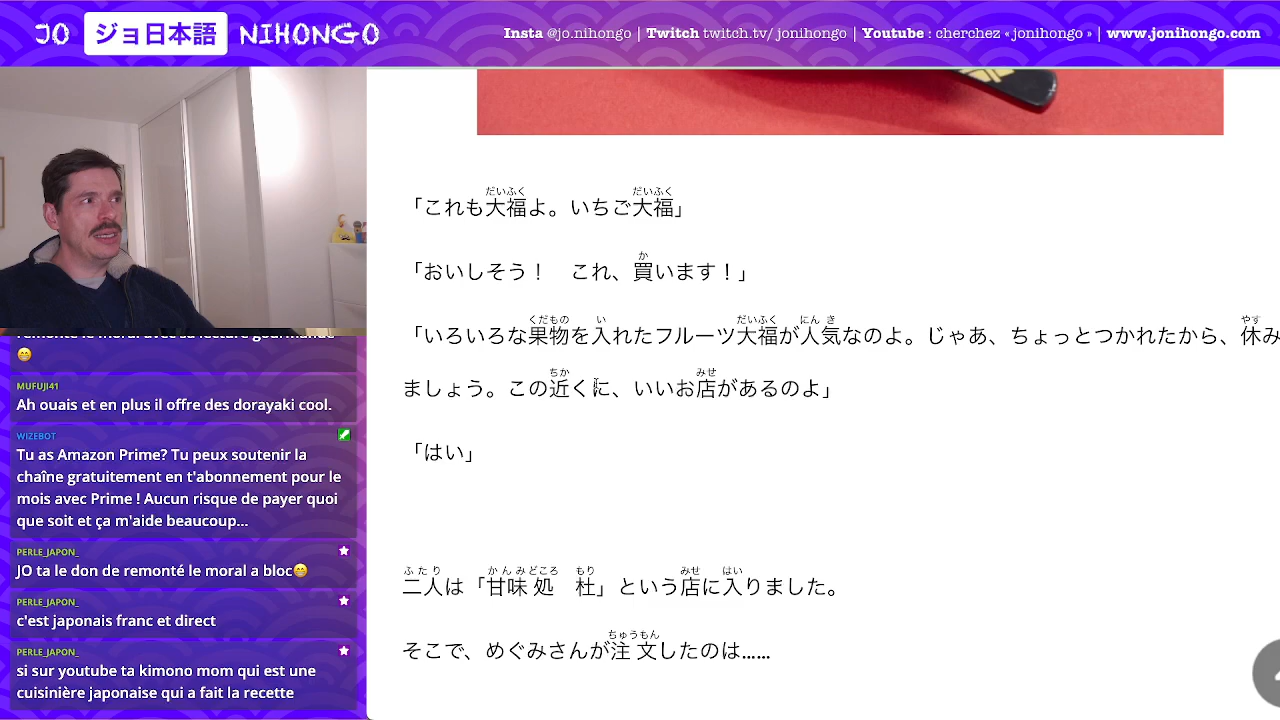 JO ジョ日本語 NIHONGO
Insta @jo.nihongo | Twitch twitch.tv/ jonihongo | Youtube : cherchez « jonihongo » | www.jonihongo.com
「これも大福よ。いちご大福」
「おいしそう！　これ、買います！」
「いろいろな果物を入れたフルーツ大福が人気なのよ。じゃあ、ちょっとつかれたから、休み
ましょう。この近くに、いいお店があるのよ」
「はい」
二人は「甘味処　杜」という店に入りました。
そこで、めぐみさんが注文したのは……
😁
MUFUJI41
Ah ouais et en plus il offre des dorayaki cool.
WIZEBOT
Tu as Amazon Prime? Tu peux soutenir la
chaîne gratuitement en t'abonnement pour le
mois avec Prime ! Aucun risque de payer quoi
que soit et ça m'aide beaucoup...
PERLE_JAPON_
JO ta le don de remonté le moral a bloc😁
PERLE_JAPON_
c'est japonais franc et direct
PERLE_JAPON_
si sur youtube ta kimono mom qui est une
cuisinière japonaise qui a fait la recette